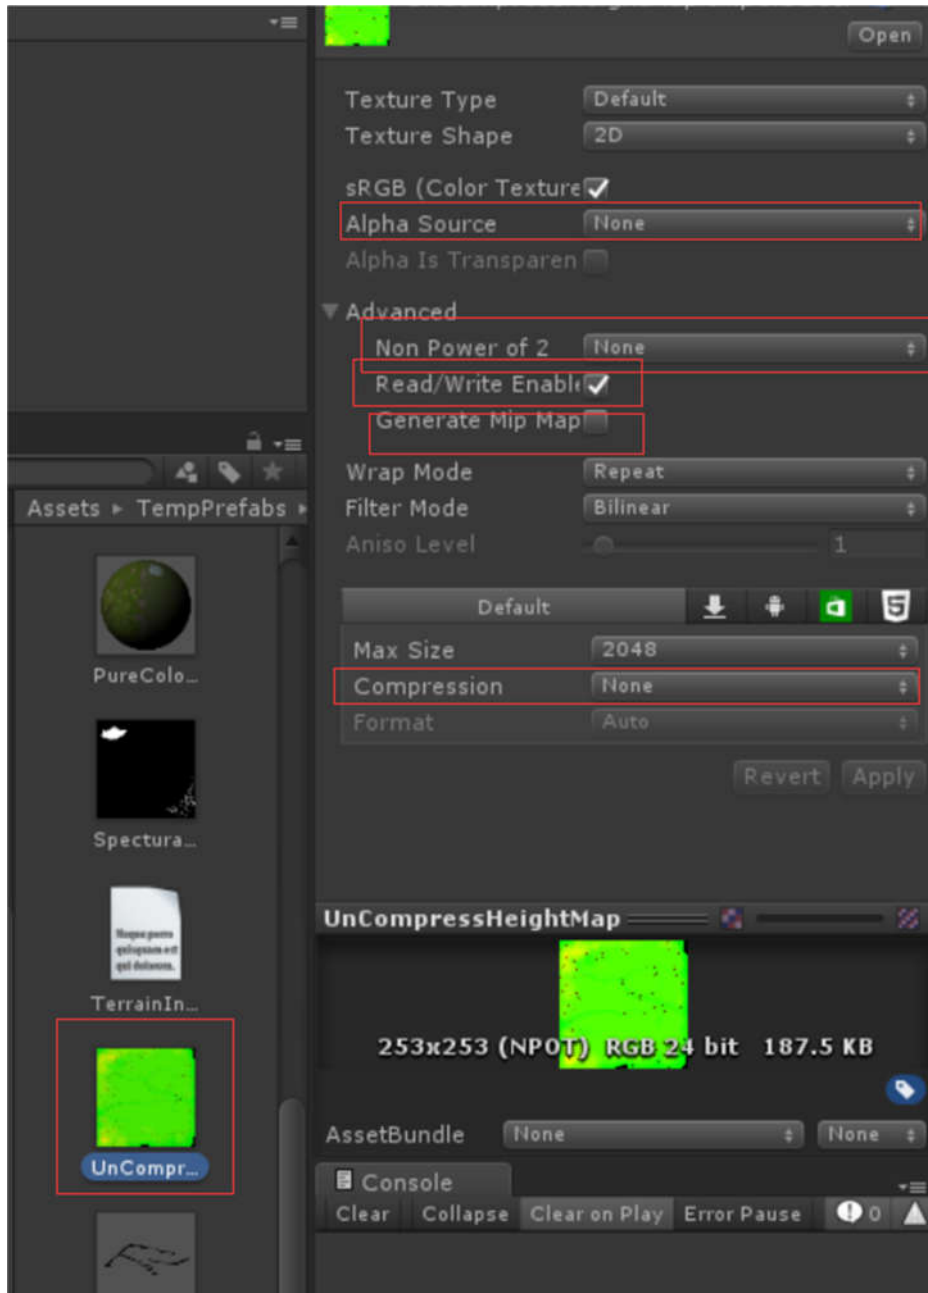 Open
Texture Type Default
Texture Shape 2D
sRGB (Color Texture
Alpha Source None
Alpha Is Transparen
Advanced
Non Power of 2 None
Read/Write Enable
Generate Mip Map
Wrap Mode Repeat
Filter Mode Bilinear
Aniso Level 1
Default
Max Size 2048
Compression None
Format Auto
Revert Apply
Assets TempPrefabs
PureColo...
Spectura...
TerrainIn...
UnCompr...
UnCompressHeightMap
253x253 (NPOT) RGB 24 bit 187.5 KB
AssetBundle None None
Console
Clear Collapse Clear on Play Error Pause 0